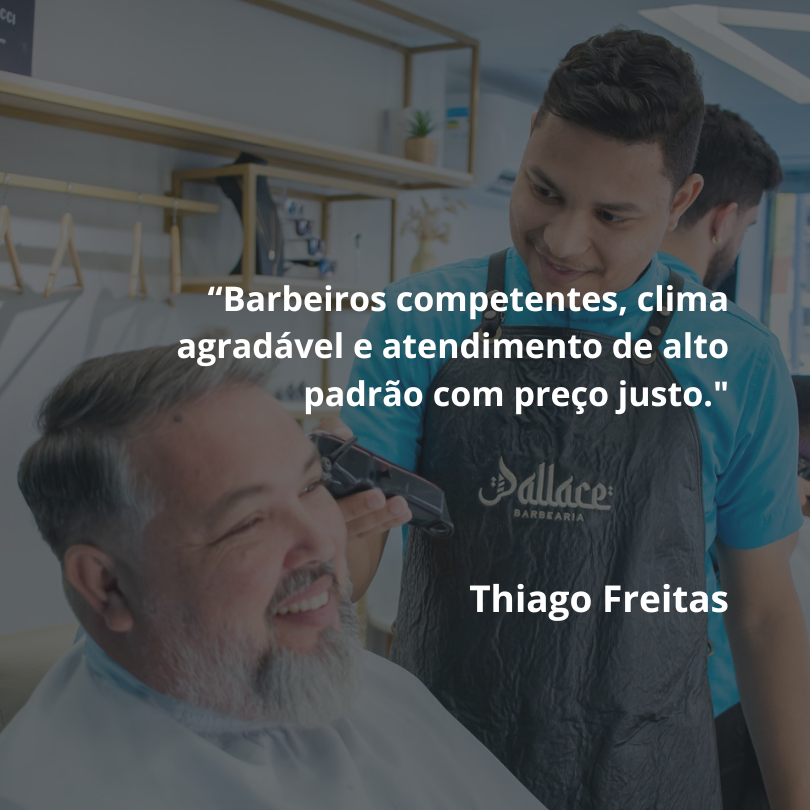 “Barbeiros competentes, clima
agradável e atendimento de alto
padrão com preço justo."
Pallace
BARBEARIA
Thiago Freitas